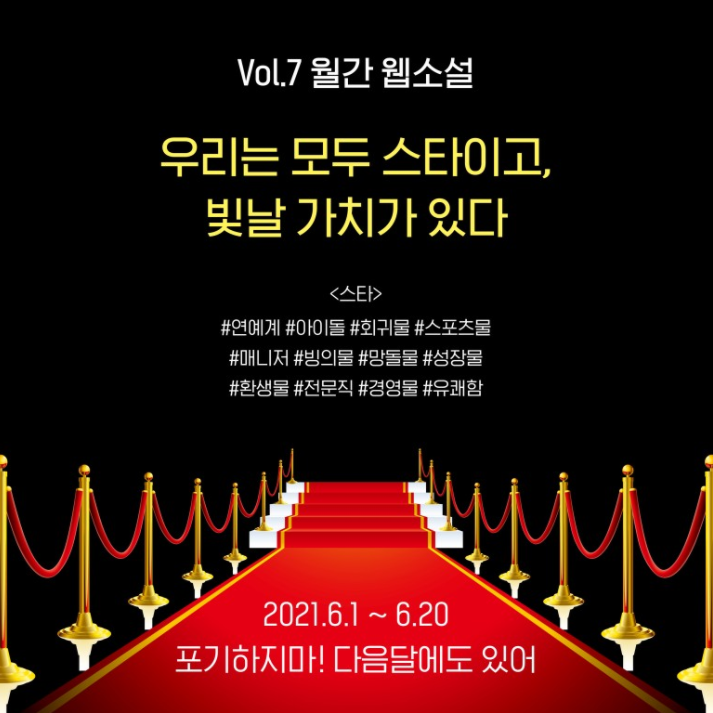 Vol.7 월간 웹소설
우리는 모두 스타이고,
빛날 가치가 있다
<스타>
#연예계 #아이돌 #회귀물 #스포츠물
#매니저 #빙의물 #망돌물 #성장물
#환생물 #전문직 #경영물 #유쾌함
2021.6.1 ~ 6.20
포기하지마! 다음달에도 있어